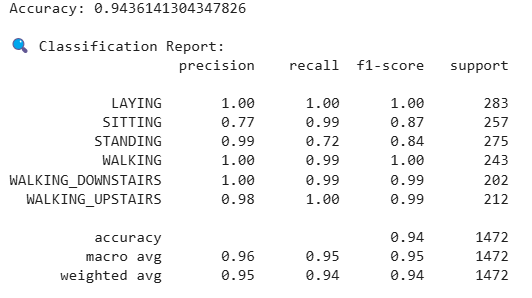 Accuracy: 0.9436141304347826
🔍 Classification Report:
precision recall f1-score support
LAYING 1.00 1.00 1.00 283
SITTING 0.77 0.99 0.87 257
STANDING 0.99 0.72 0.84 275
WALKING 1.00 0.99 1.00 243
WALKING_DOWNSTAIRS 1.00 0.99 0.99 202
WALKING_UPSTAIRS 0.98 1.00 0.99 212
accuracy 0.94 1472
macro avg 0.96 0.95 0.95 1472
weighted avg 0.95 0.94 0.94 1472